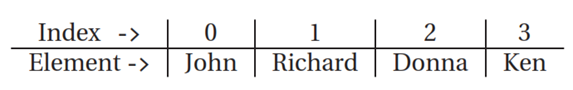 Index -> 0 1 2 3
Element -> John Richard Donna Ken